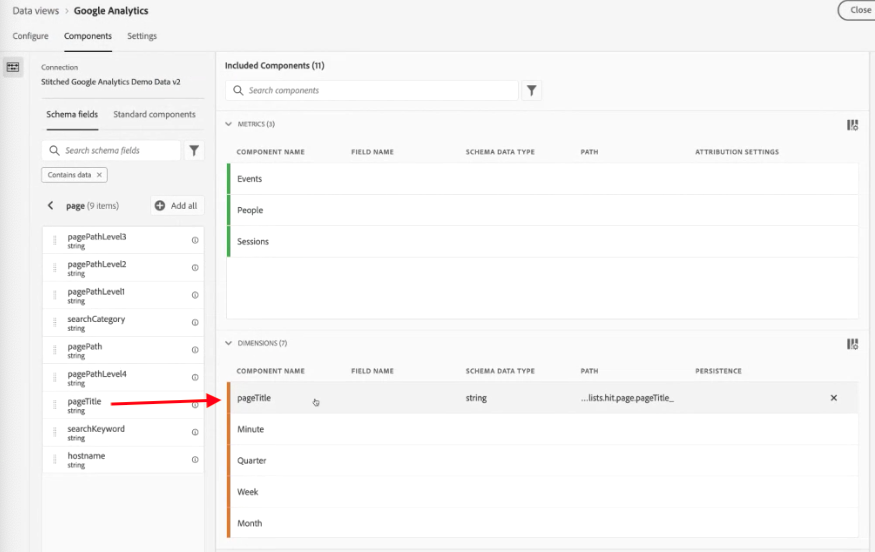 Data views > Google Analytics
Close
Configure Components Settings
Connection
Stitched Google Analytics Demo Data v2
Schema fields Standard components
Search schema fields
Contains data ×
page (9 items)
Add all
pagePathLevel3
string
pagePathLevel2
string
pagePathLevel1
string
searchCategory
string
pagePath
string
pagePathLevel4
string
pageTitle
string
searchKeyword
string
hostname
string
Included Components (11)
Search components
METRICS (3)
COMPONENT NAME FIELD NAME SCHEMA DATA TYPE PATH ATTRIBUTION SETTINGS
Events
People
Sessions
DIMENSIONS (7)
COMPONENT NAME FIELD NAME SCHEMA DATA TYPE PATH PERSISTENCE
pageTitle string ...lists.hit.page.pageTitle_ ×
Minute
Quarter
Week
Month